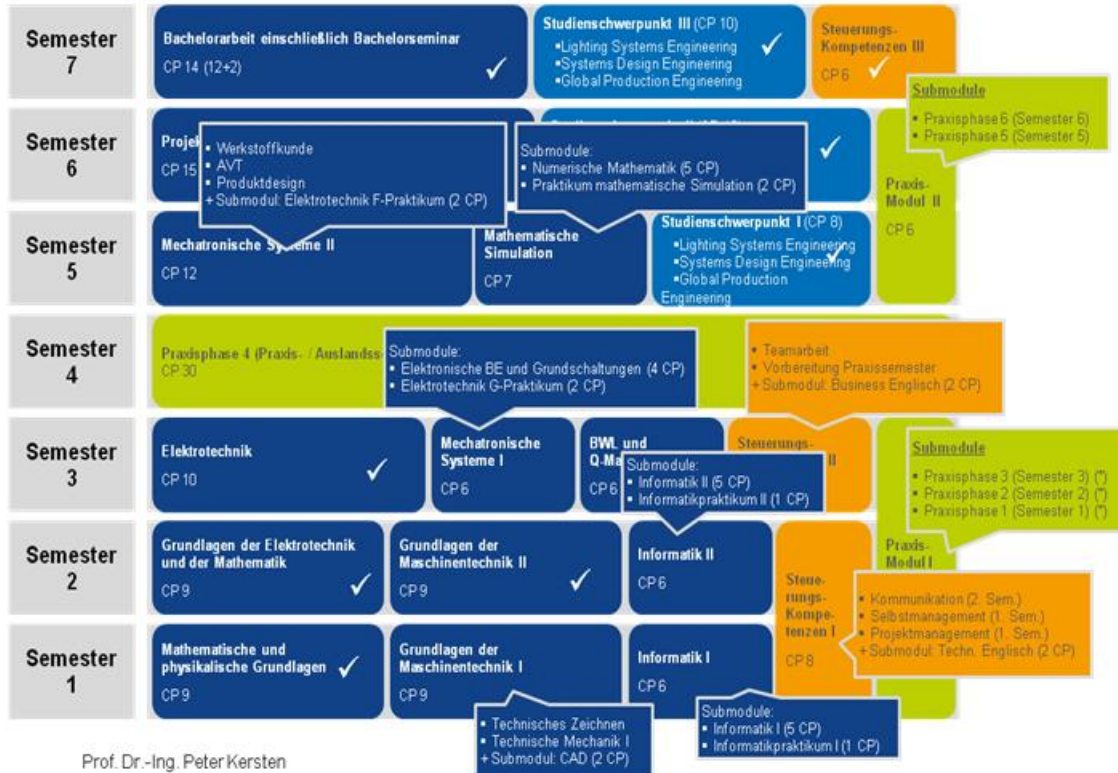 Semester
7
Bachelorarbeit einschließlich Bachelorseminar
CP 14 (12+2)
Studienschwerpunkt III (CP 10)
▪Lighting Systems Engineering
▪Systems Design Engineering
▪Global Production Engineering
Steuerungs-
Kompetenzen III
CP 6
Submodule
▪ Praxisphase 6 (Semester 6)
▪ Praxisphase 5 (Semester 5)
Semester
6
CP 15
▪ Werkstoffkunde
▪ AVT
▪ Produktdesign
+ Submodul: Elektrotechnik F-Praktikum (2 CP)
Submodule:
▪ Numerische Mathematik (5 CP)
▪ Praktikum mathematische Simulation (2 CP)
Praxis-
Modul II
CP 6
Semester
5
Mechatronische Systeme II
CP 12
Mathematische
Simulation
CP 7
Studienschwerpunkt I (CP 8)
▪Lighting Systems Engineering
▪Systems Design Engineering
▪Global Production
Engineering
Semester
4
Praxisphase 4 (Praxis- / Auslandss
CP 30
Submodule:
▪ Elektronische BE und Grundschaltungen (4 CP)
▪ Elektrotechnik G-Praktikum (2 CP)
▪ Teamarbeit
▪ Vorbereitung Praxissemester
+ Submodul: Business Englisch (2 CP)
Semester
3
Elektrotechnik
CP 10
Mechatronische
Systeme I
CP 6
BWL und
Q-Ma
CP 6
Submodule:
▪ Informatik II (5 CP)
▪ Informatikpraktikum II (1 CP)
Steuerungs-
II
Submodule
▪ Praxisphase 3 (Semester 3) (*)
▪ Praxisphase 2 (Semester 2) (*)
▪ Praxisphase 1 (Semester 1) (*)
Semester
2
Grundlagen der Elektrotechnik
und der Mathematik
CP 9
Grundlagen der
Maschinentechnik II
CP 9
Informatik II
CP 6
Steue-
rungs-
Kompe-
tenzen I
CP 8
Praxis-
Modul I
▪ Kommunikation (2. Sem.)
▪ Selbstmanagement (1. Sem.)
▪ Projektmanagement (1. Sem.)
+ Submodul: Techn. Englisch (2 CP)
Semester
1
Mathematische und
physikalische Grundlagen
CP 9
Grundlagen der
Maschinentechnik I
CP 9
Informatik I
CP 6
▪ Technisches Zeichnen
▪ Technische Mechanik I
+ Submodul: CAD (2 CP)
Submodule:
▪ Informatik I (5 CP)
▪ Informatikpraktikum I (1 CP)
Prof. Dr.-Ing. Peter Kersten